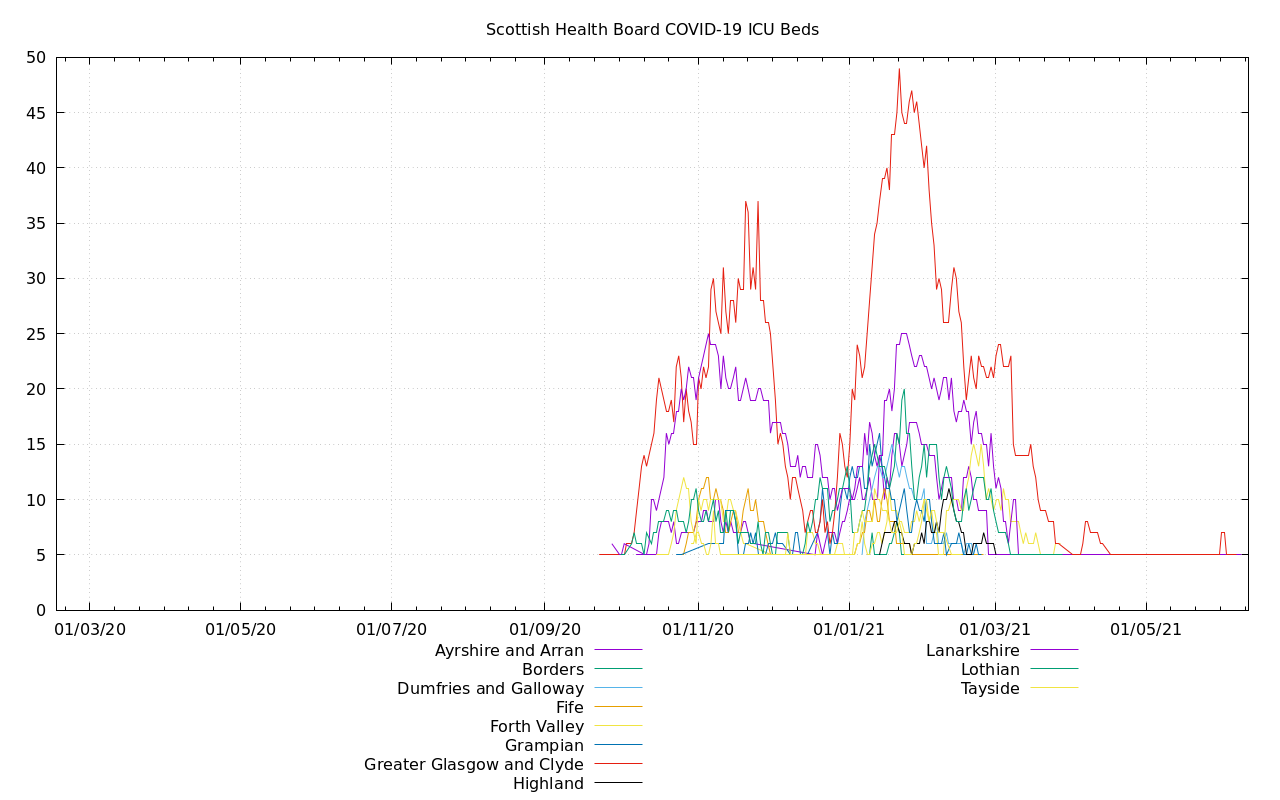 Scottish Health Board COVID-19 ICU Beds
50
45
40
35
30
25
20
15
10
5
0
01/03/20 01/05/20 01/07/20 01/09/20 01/11/20 01/01/21 01/03/21 01/05/21
Ayrshire and Arran
Borders
Dumfries and Galloway
Fife
Forth Valley
Grampian
Greater Glasgow and Clyde
Highland
Lanarkshire
Lothian
Tayside